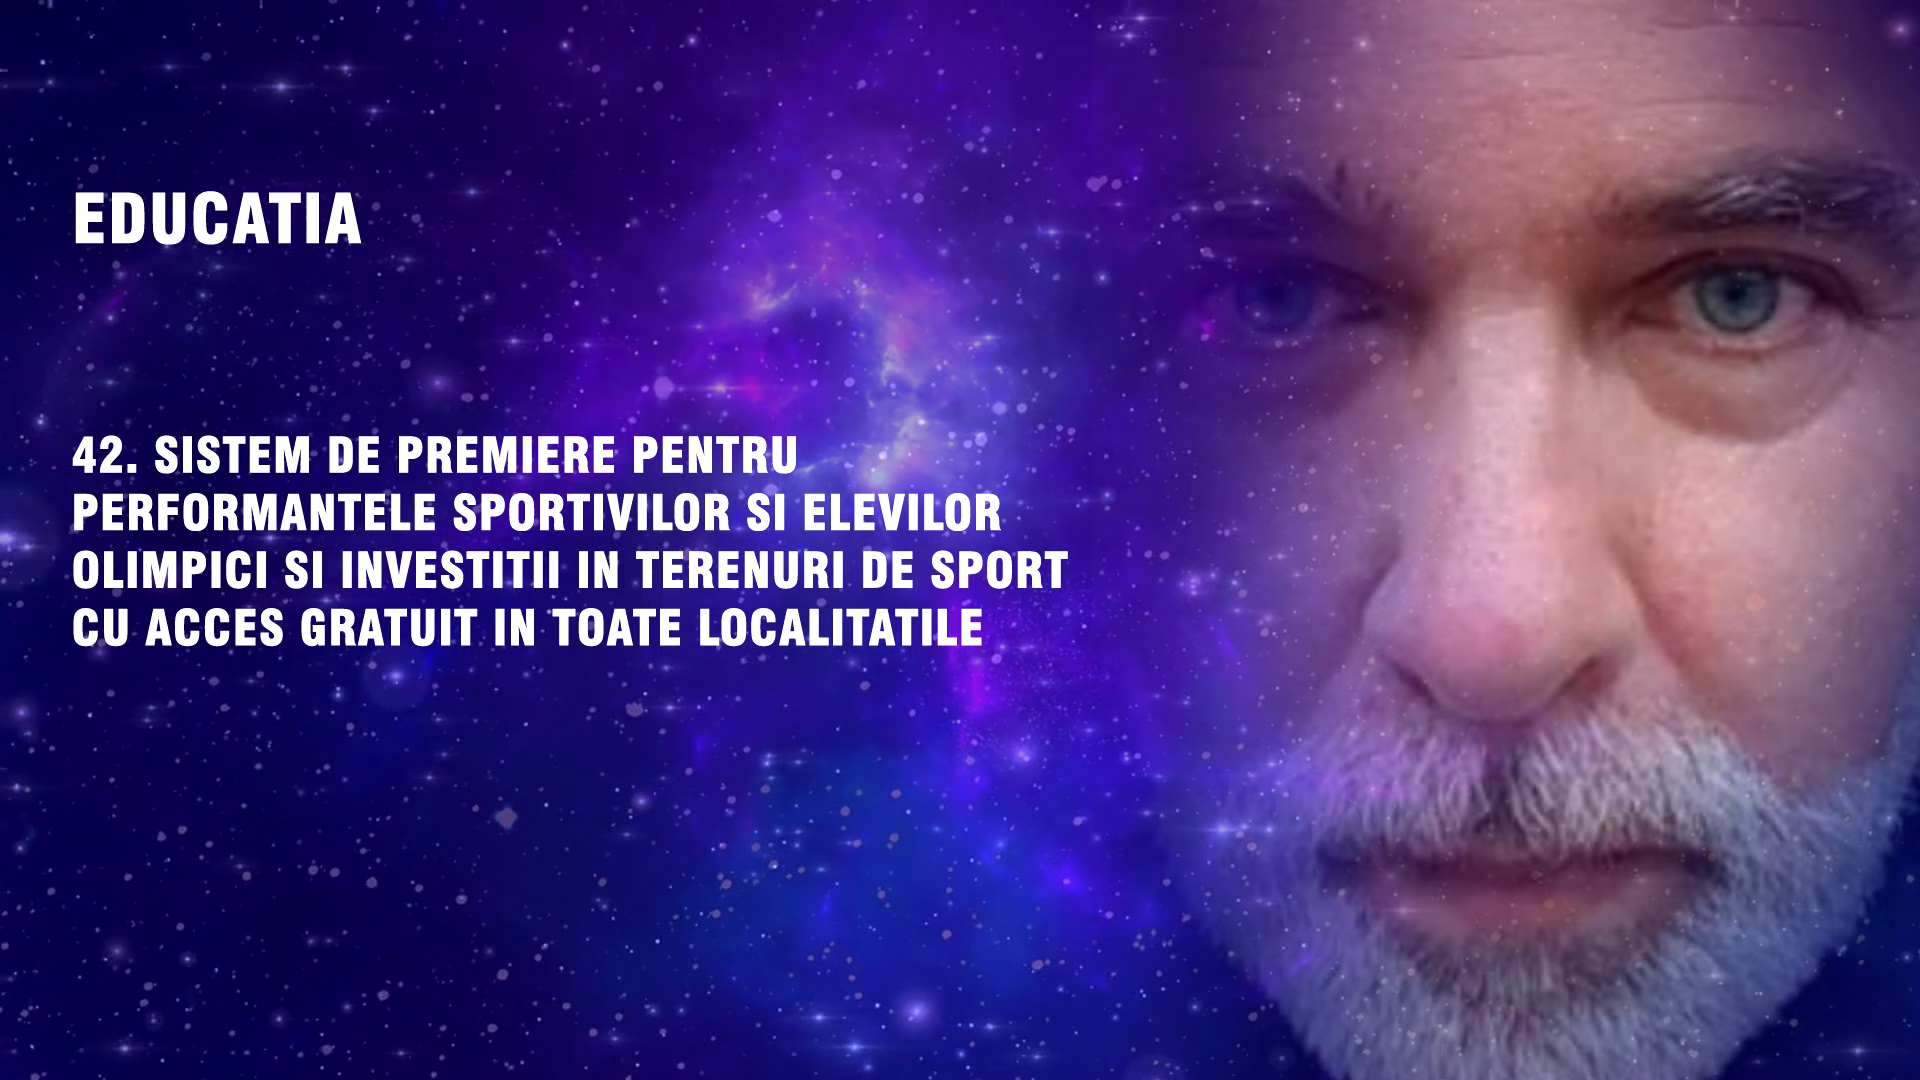 EDUCATIA
42. SISTEM DE PREMIERE PENTRU
PERFORMANTELE SPORTIVILOR SI ELEVILOR
OLIMPICI SI INVESTITII IN TERENURI DE SPORT
CU ACCES GRATUIT IN TOATE LOCALITATILE